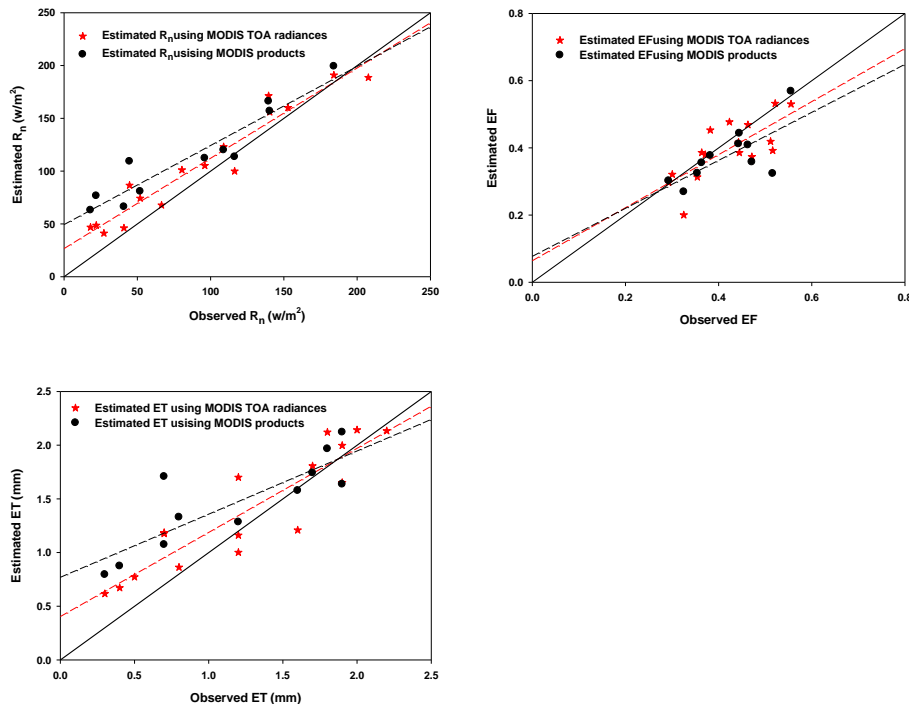 Estimated Rn using MODIS TOA radiances
Estimated Rn usising MODIS products
250
200
150
100
50
0
Estimated Rn (w/m2)
0 50 100 150 200 250
Observed Rn (w/m2)
Estimated EFusing MODIS TOA radiances
Estimated EFusing MODIS products
0.8
0.6
0.4
0.2
0.0
Estimated EF
0.0 0.2 0.4 0.6 0.8
Observed EF
Estimated ET using MODIS TOA radiances
Estimated ET usising MODIS products
2.5
2.0
1.5
1.0
0.5
0.0
Estimated ET (mm)
0.0 0.5 1.0 1.5 2.0 2.5
Observed ET (mm)